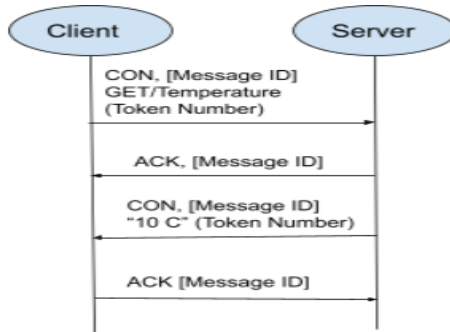 Client
Server
CON, [Message ID]
GET/Temperature
(Token Number)
ACK, [Message ID]
CON, [Message ID]
“10 C” (Token Number)
ACK [Message ID]